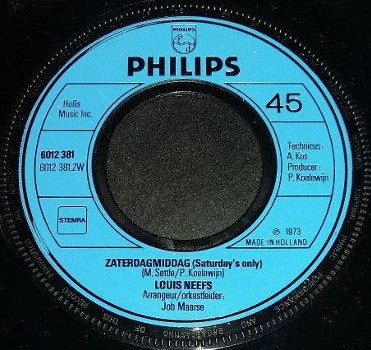 PHILIPS
PHILIPS
45
Hollis
Music Inc.
6012 381
6012 381.2W
Technicus:
A. Kos
Producer:
P. Koelewijn
STEMRA
℗ 1973
MADE IN HOLLAND
ZATERDAGMIDDAG (Saturday's only)
(M. Settle/P. Koelewijn)
LOUIS NEEFS
Arrangeur/orkestleider:
Job Maarse